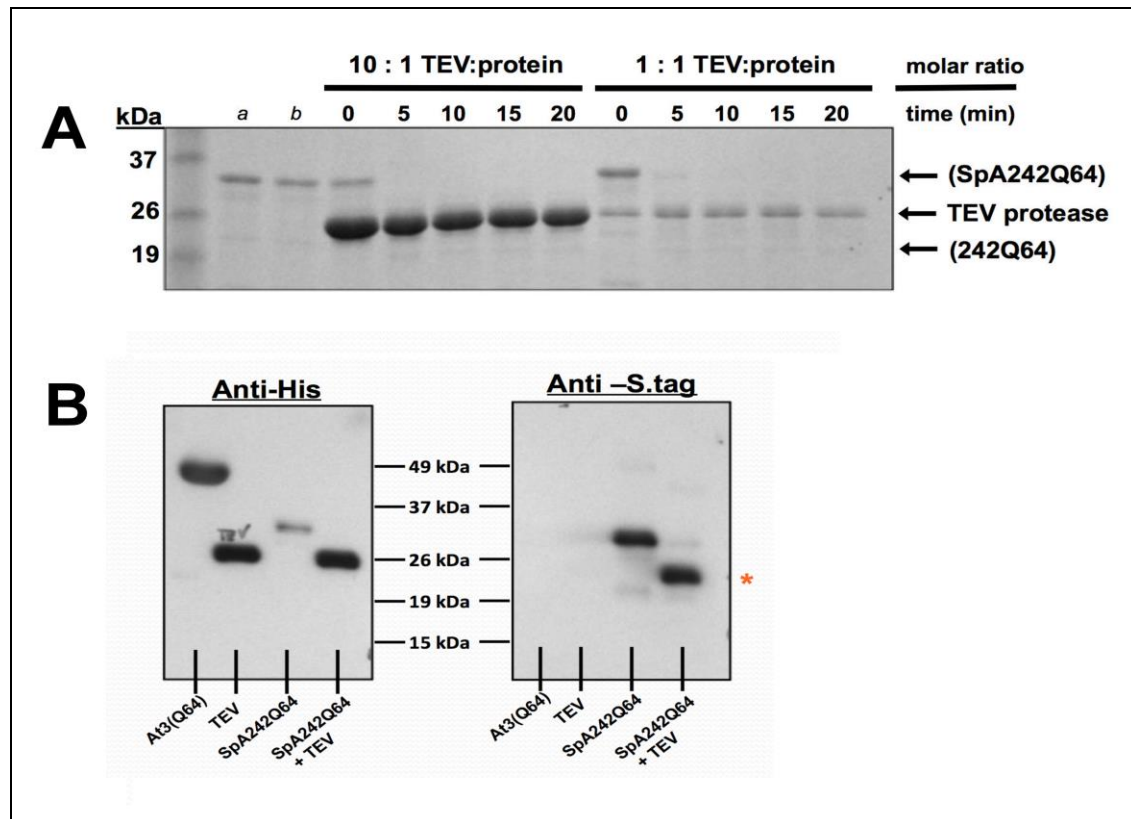 10 : 1 TEV:protein 1 : 1 TEV:protein molar ratio
A kDa a b 0 5 10 15 20 0 5 10 15 20 time (min)
37 (SpA242Q64)
26 TEV protease
19 (242Q64)
B Anti-His Anti –S.tag
49 kDa
37 kDa
TEV
26 kDa
*
19 kDa
15 kDa
At3(Q64) TEV SpA242Q64 SpA242Q64 + TEV
At3(Q64) TEV SpA242Q64 SpA242Q64 + TEV